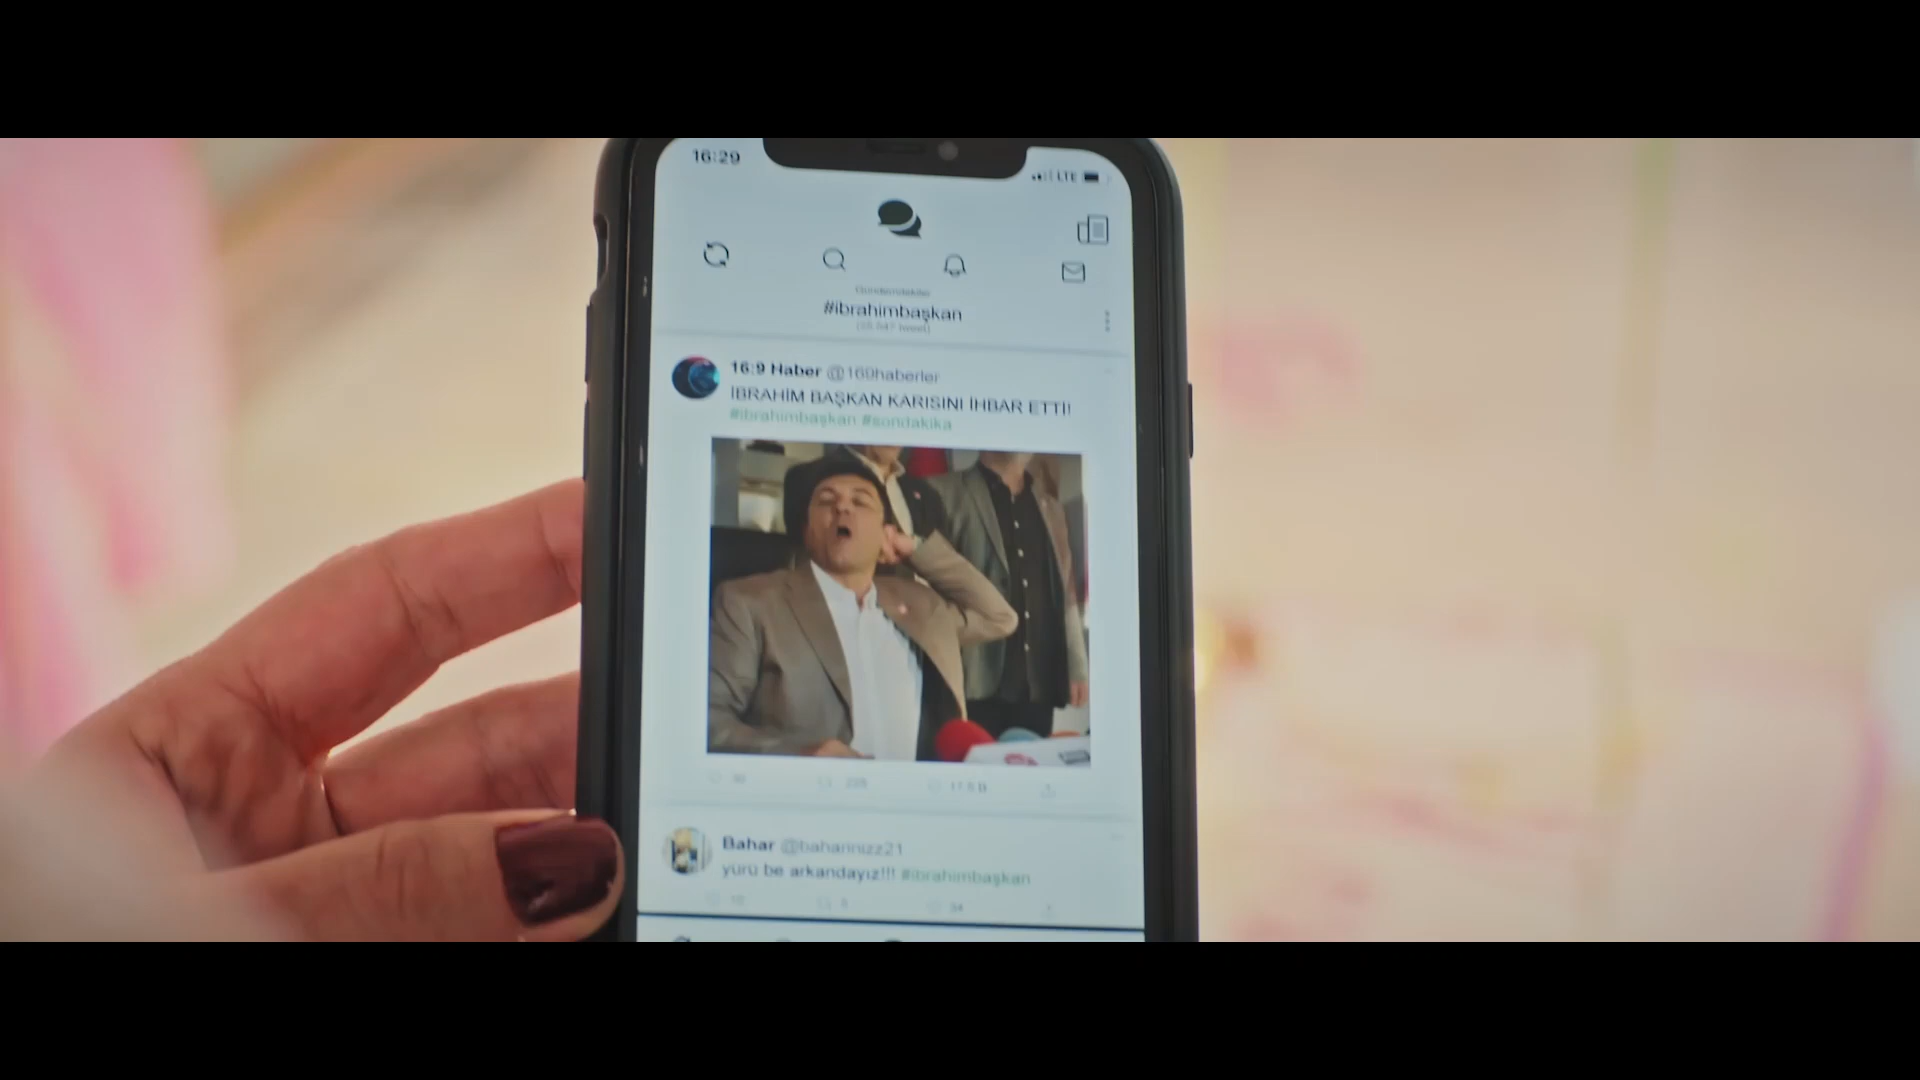 16:29
LTE
#ibrahimbaşkan
16:9 Haber @169haberler
İBRAHİM BAŞKAN KARISINI İHBAR ETTİ!
#ibrahimbaşkan #sondakika
Bahar
yürü be arkandayız!!! #ibrahimbaşkan